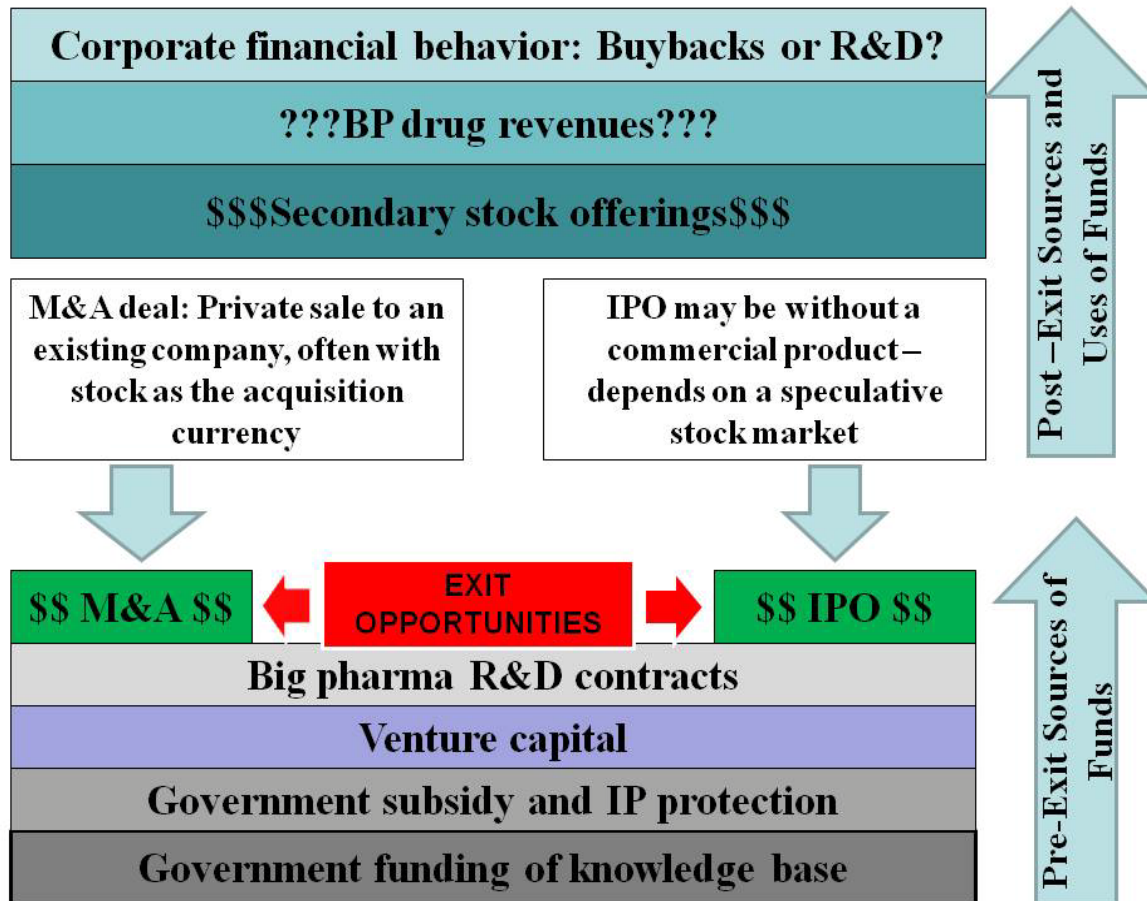 Corporate financial behavior: Buybacks or R&D?
???BP drug revenues???
$$$Secondary stock offerings$$$
Post –Exit Sources and
Uses of Funds
M&A deal: Private sale to an
existing company, often with
stock as the acquisition
currency
IPO may be without a
commercial product–
depends on a speculative
stock market
$$ M&A $$
EXIT
OPPORTUNITIES
$$ IPO $$
Big pharma R&D contracts
Venture capital
Government subsidy and IP protection
Government funding of knowledge base
Pre-Exit Sources of
Funds